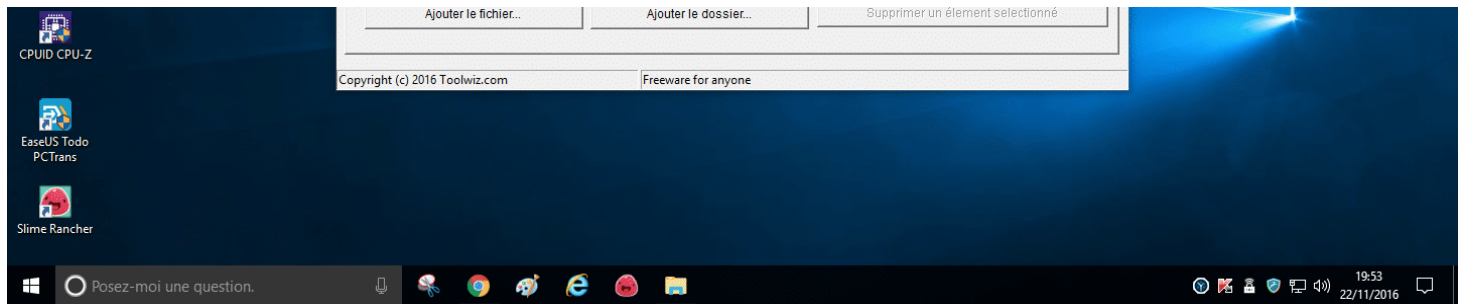 Ajouter le fichier...
Ajouter le dossier...
Supprimer un élement selectionné
CPUID CPU-Z
Copyright (c) 2016 Toolwiz.com
Freeware for anyone
EaseUS Todo
PCTrans
Slime Rancher
Posez-moi une question.
19:53
22/11/2016